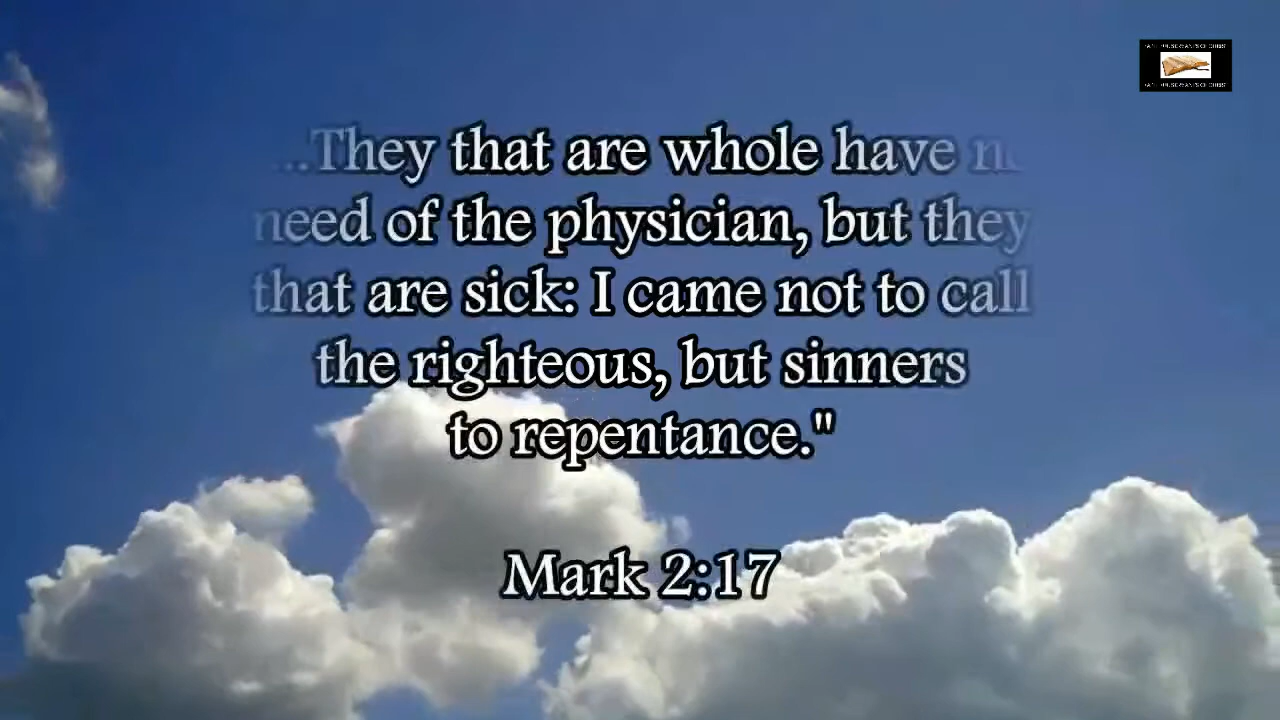 ...They that are whole have
need of the physician, but they
that are sick: I came not to call
the righteous, but sinners
to repentance."
Mark 2:17